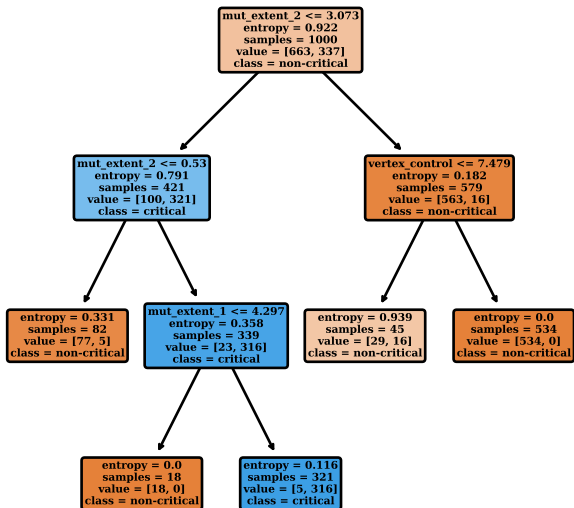 mut_extent_2 <= 3.073
entropy = 0.922
samples = 1000
value = [663, 337]
class = non-critical
mut_extent_2 <= 0.53
entropy = 0.791
samples = 421
value = [100, 321]
class = critical
vertex_control <= 7.479
entropy = 0.182
samples = 579
value = [563, 16]
class = non-critical
entropy = 0.331
samples = 82
value = [77, 5]
class = non-critical
mut_extent_1 <= 4.297
entropy = 0.358
samples = 339
value = [23, 316]
class = critical
entropy = 0.939
samples = 45
value = [29, 16]
class = non-critical
entropy = 0.0
samples = 534
value = [534, 0]
class = non-critical
entropy = 0.0
samples = 18
value = [18, 0]
class = non-critical
entropy = 0.116
samples = 321
value = [5, 316]
class = critical